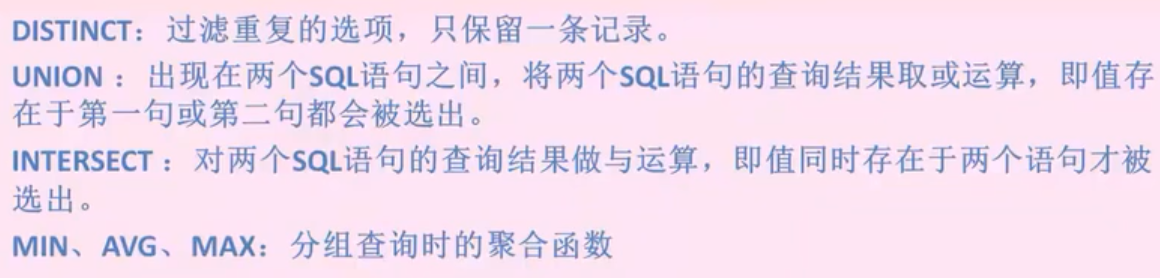 DISTINCT：过滤重复的选项，只保留一条记录。
UNION ：出现在两个SQL语句之间，将两个SQL语句的查询结果取或运算，即值存
在于第一句或第二句都会被选出。
INTERSECT ：对两个SQL语句的查询结果做与运算，即值同时存在于两个语句才被
选出。
MIN、AVG、MAX：分组查询时的聚合函数